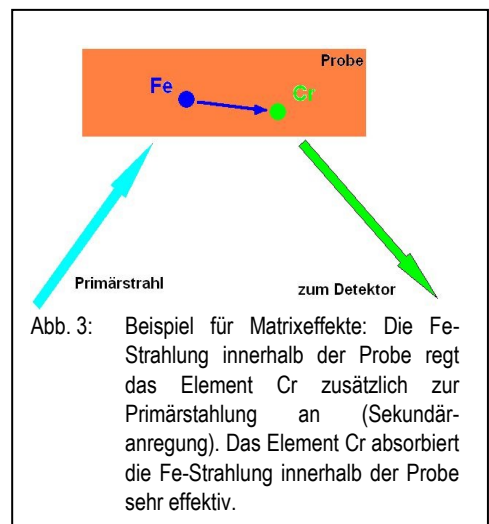 Probe
Fe
Cr
Primärstrahl
zum Detektor
Abb. 3: Beispiel für Matrixeffekte: Die Fe-
Strahlung innerhalb der Probe regt
das Element Cr zusätzlich zur
Primärstahlung an (Sekundär-
anregung). Das Element Cr absorbiert
die Fe-Strahlung innerhalb der Probe
sehr effektiv.